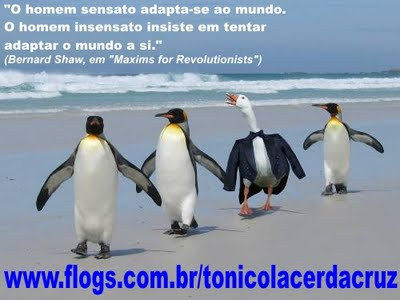 "O homem sensato adapta-se ao mundo.
O homem insensato insiste em tentar
adaptar o mundo a si."
(Bernard Shaw, em "Maxims for Revolutionists")
www.flogs.com.br/tonicolacerdacruz